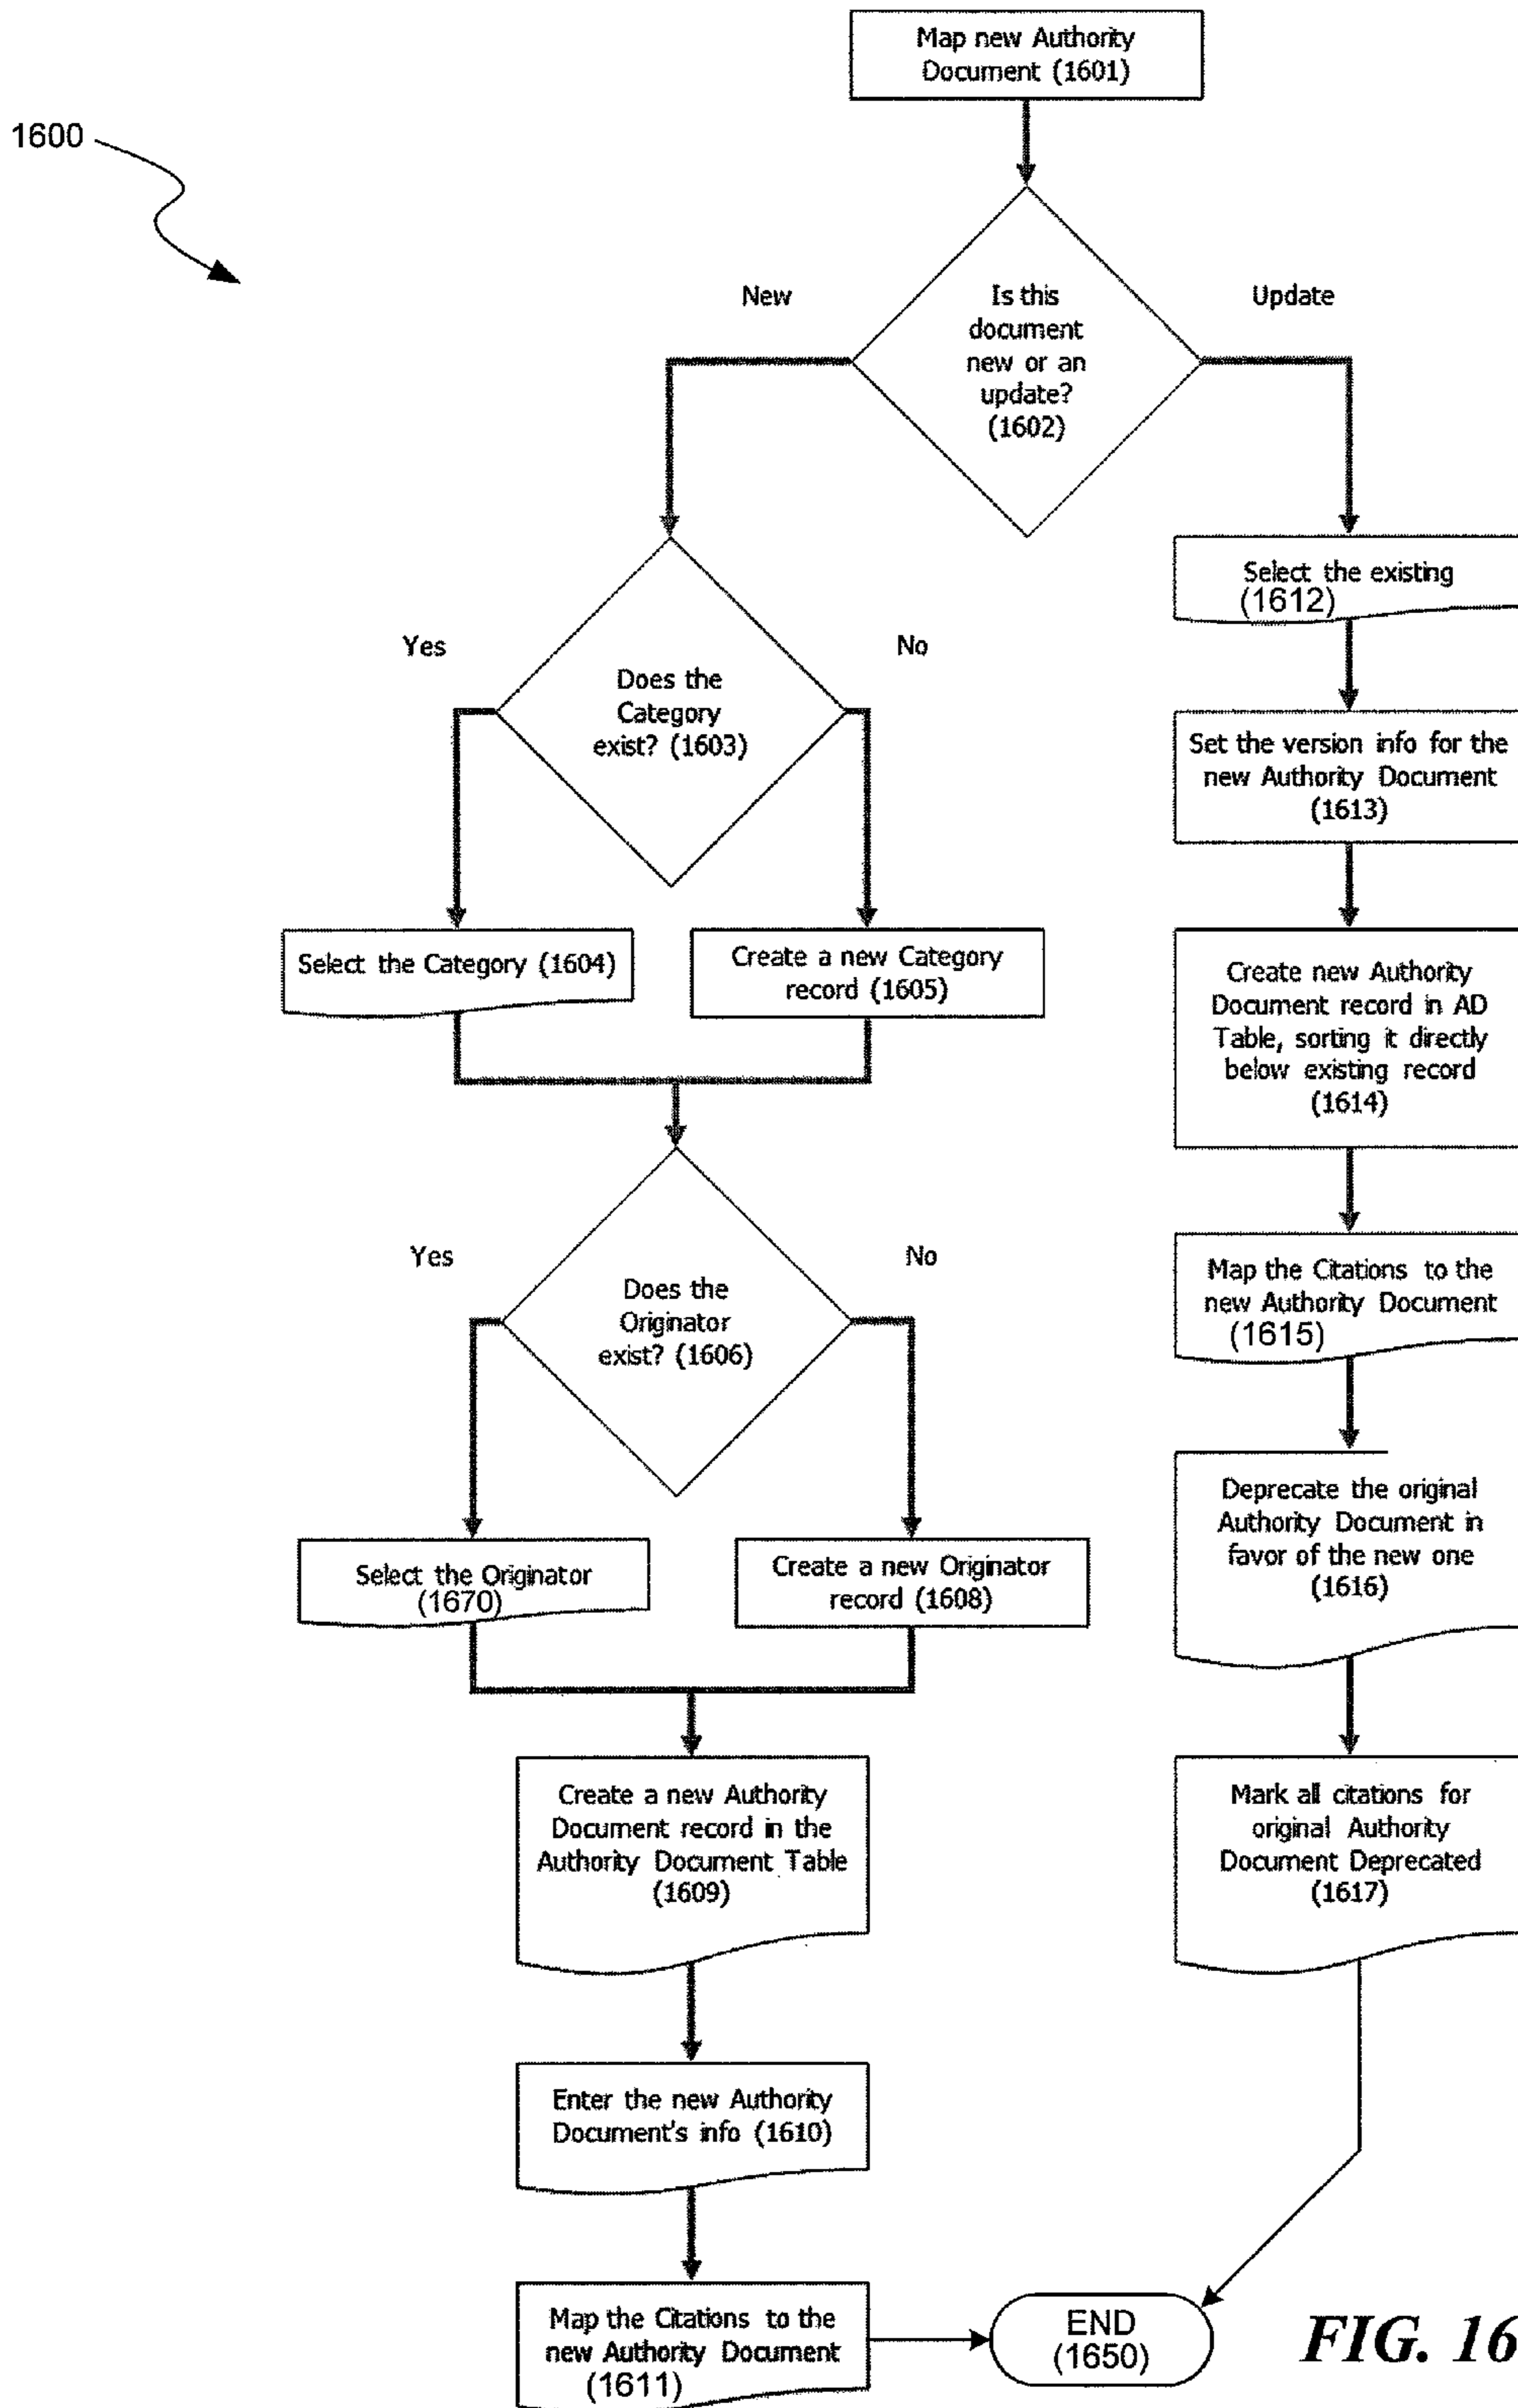 Map new Authority
Document (1601)
1600
New
Is this
document
new or an
update?
(1602)
Update
Select the existing
(1612)
Yes
Does the
Category
exist? (1603)
No
Set the version info for the
new Authority Document
(1613)
Select the Category (1604)
Create a new Category
record (1605)
Create new Authority
Document record in AD
Table, sorting it directly
below existing record
(1614)
Yes
Does the
Originator
exist? (1606)
No
Map the Citations to the
new Authority Document
(1615)
Select the Originator
(1670)
Create a new Originator
record (1608)
Deprecate the original
Authority Document in
favor of the new one
(1616)
Create a new Authority
Document record in the
Authority Document Table
(1609)
Mark all citations for
original Authority
Document Deprecated
(1617)
Enter the new Authority
Document's info (1610)
Map the Citations to the
new Authority Document
(1611)
END
(1650)
FIG. 16